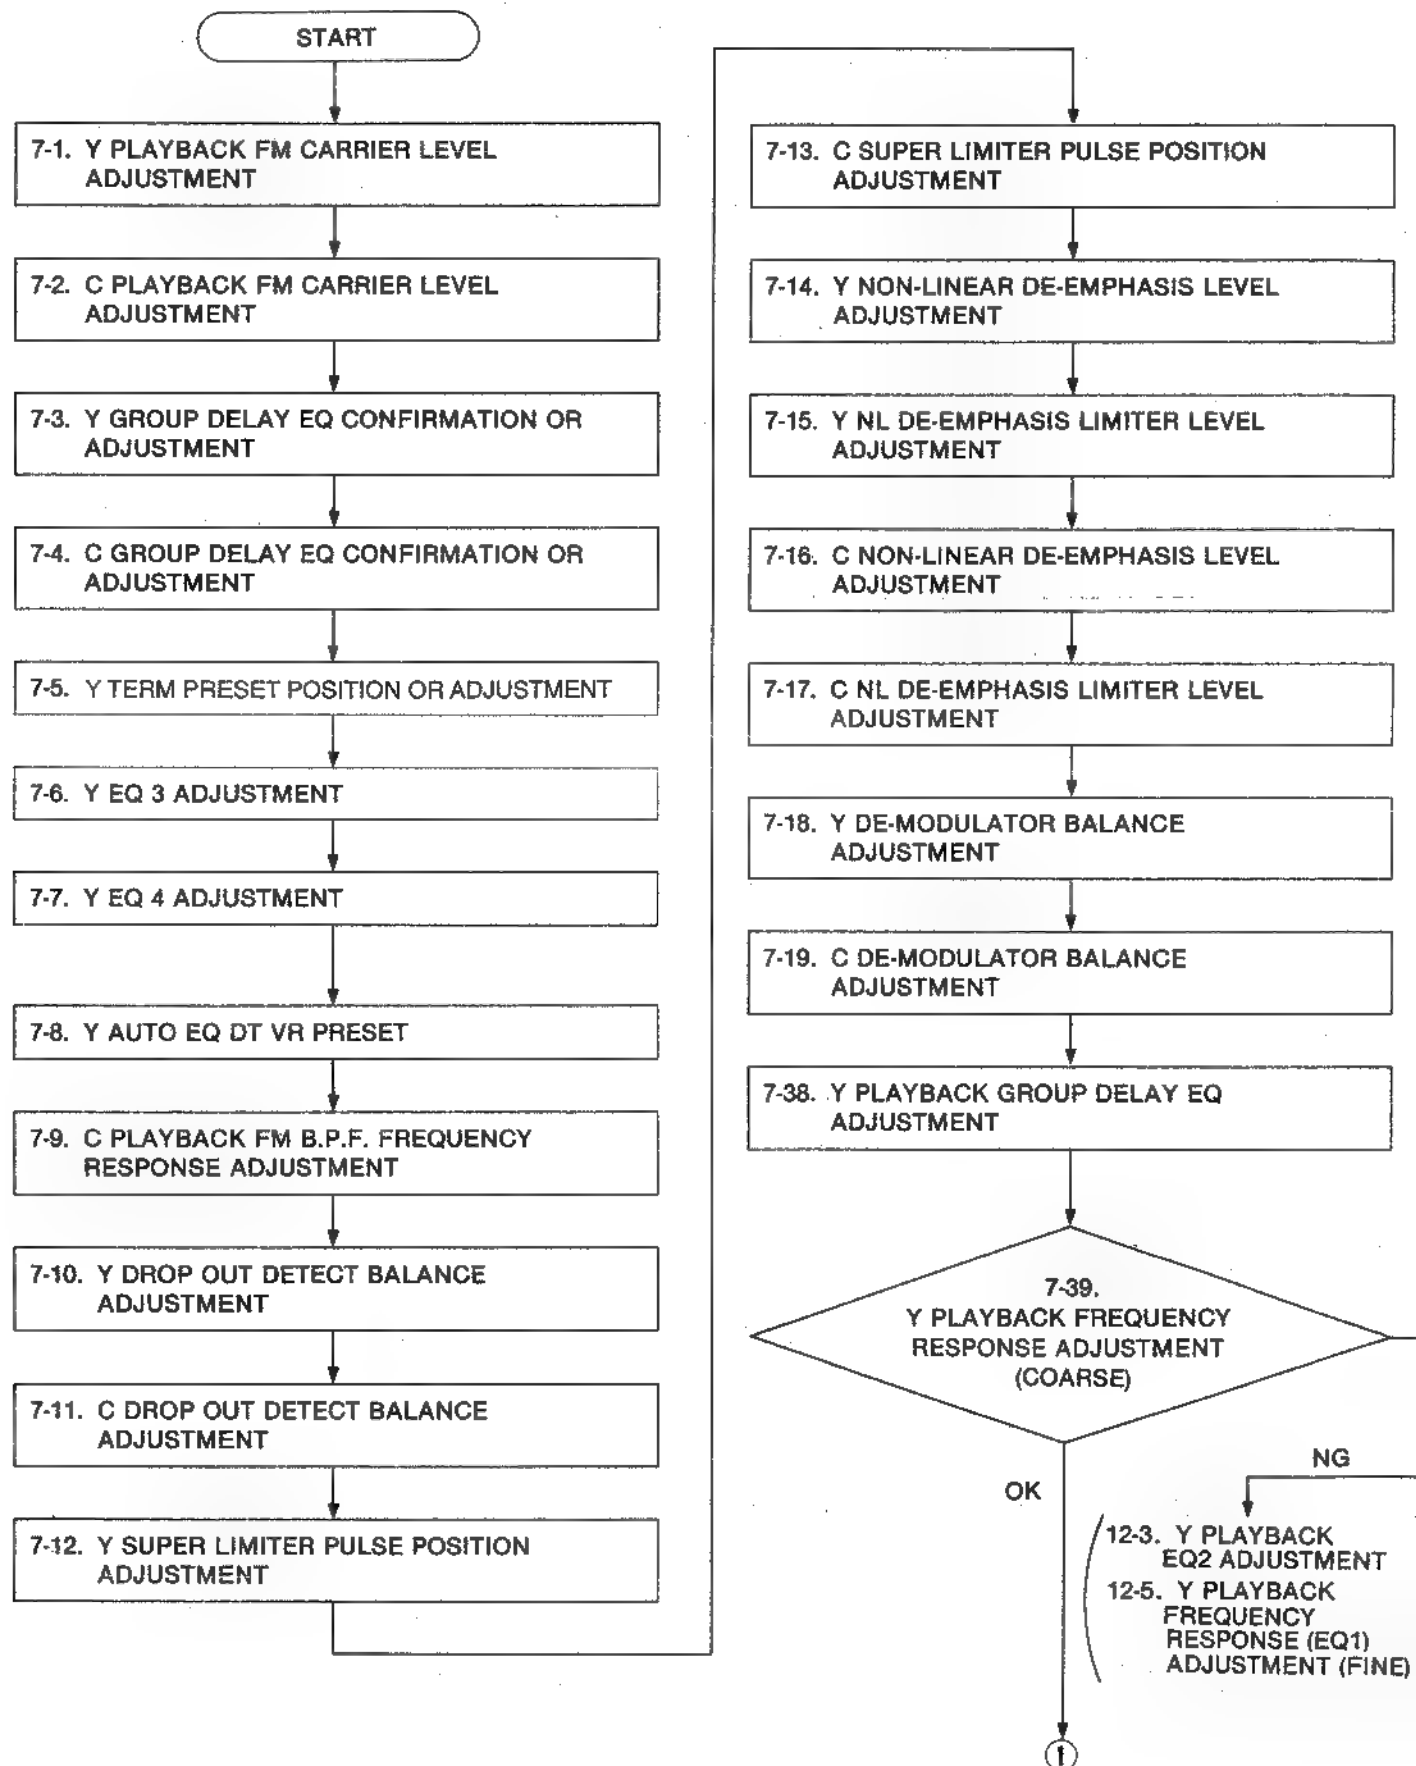 START
7-1. Y PLAYBACK FM CARRIER LEVEL
ADJUSTMENT
7-2. C PLAYBACK FM CARRIER LEVEL
ADJUSTMENT
7-3. Y GROUP DELAY EQ CONFIRMATION OR
ADJUSTMENT
7-4. C GROUP DELAY EQ CONFIRMATION OR
ADJUSTMENT
7-5. Y TERM PRESET POSITION OR ADJUSTMENT
7-6. Y EQ 3 ADJUSTMENT
7-7. Y EQ 4 ADJUSTMENT
7-8. Y AUTO EQ DT VR PRESET
7-9. C PLAYBACK FM B.P.F. FREQUENCY
RESPONSE ADJUSTMENT
7-10. Y DROP OUT DETECT BALANCE
ADJUSTMENT
7-11. C DROP OUT DETECT BALANCE
ADJUSTMENT
7-12. Y SUPER LIMITER PULSE POSITION
ADJUSTMENT
7-13. C SUPER LIMITER PULSE POSITION
ADJUSTMENT
7-14. Y NON-LINEAR DE-EMPHASIS LEVEL
ADJUSTMENT
7-15. Y NL DE-EMPHASIS LIMITER LEVEL
ADJUSTMENT
7-16. C NON-LINEAR DE-EMPHASIS LEVEL
ADJUSTMENT
7-17. C NL DE-EMPHASIS LIMITER LEVEL
ADJUSTMENT
7-18. Y DE-MODULATOR BALANCE
ADJUSTMENT
7-19. C DE-MODULATOR BALANCE
ADJUSTMENT
7-38. Y PLAYBACK GROUP DELAY EQ
ADJUSTMENT
7-39.
Y PLAYBACK FREQUENCY
RESPONSE ADJUSTMENT
(COARSE)
OK
NG
12-3. Y PLAYBACK
EQ2 ADJUSTMENT
12-5. Y PLAYBACK
FREQUENCY
RESPONSE (EQ1)
ADJUSTMENT (FINE)
1